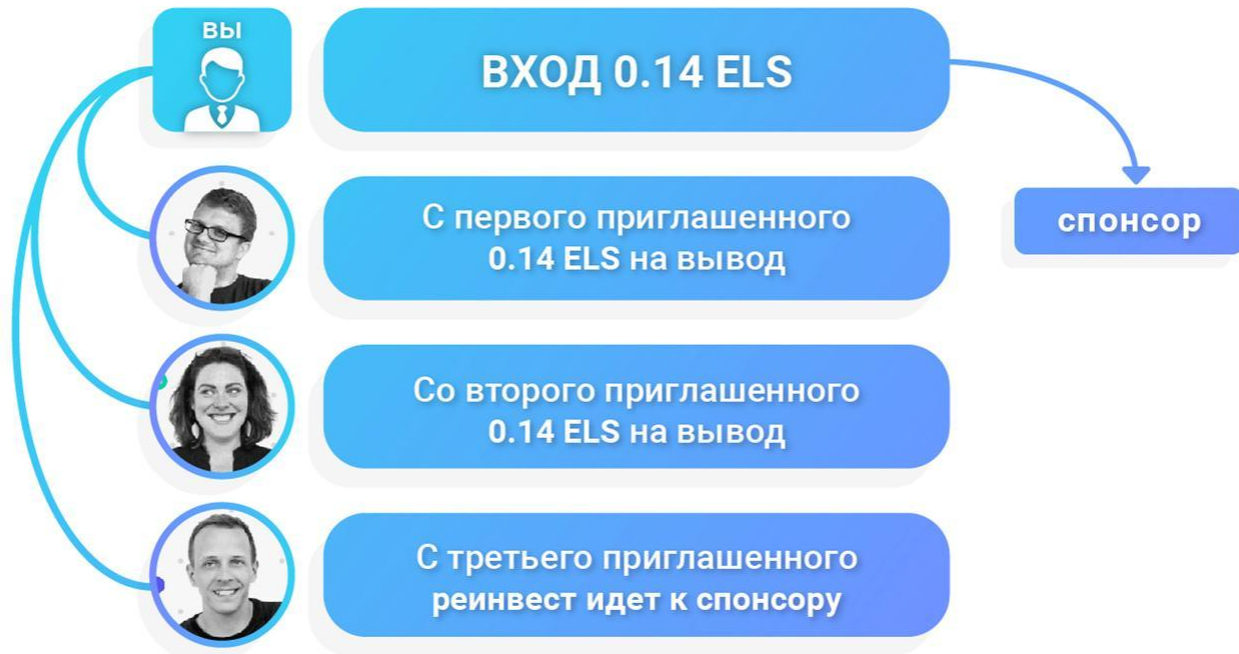 ВЫ
ВХОД 0.14 ELS
С первого приглашенного
0.14 ELS на вывод
спонсор
Со второго приглашенного
0.14 ELS на вывод
С третьего приглашенного
реинвест идет к спонсору